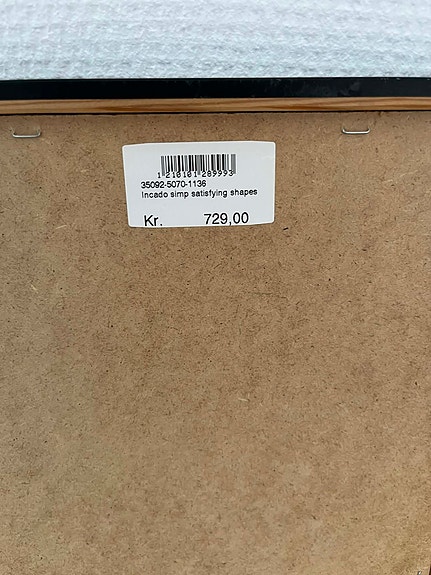 1 210101 289993
35092-5070-1136
Incado simp satisfying shapes
Kr. 729,00